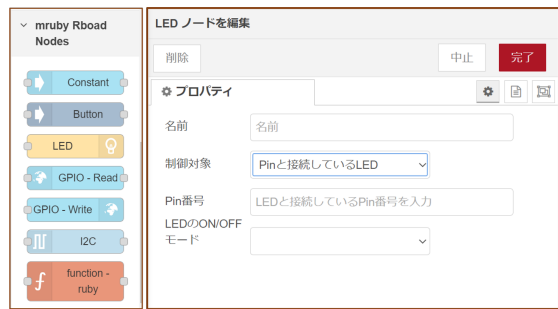 mruby Rboad
Nodes
Constant
Button
LED
GPIO - Read
GPIO - Write
I2C
function -
ruby
LED ノードを編集
削除
中止
完了
プロパティ
名前
名前
制御対象
Pinと接続しているLED
Pin番号
LEDと接続しているPin番号を入力
LEDのON/OFF
モード